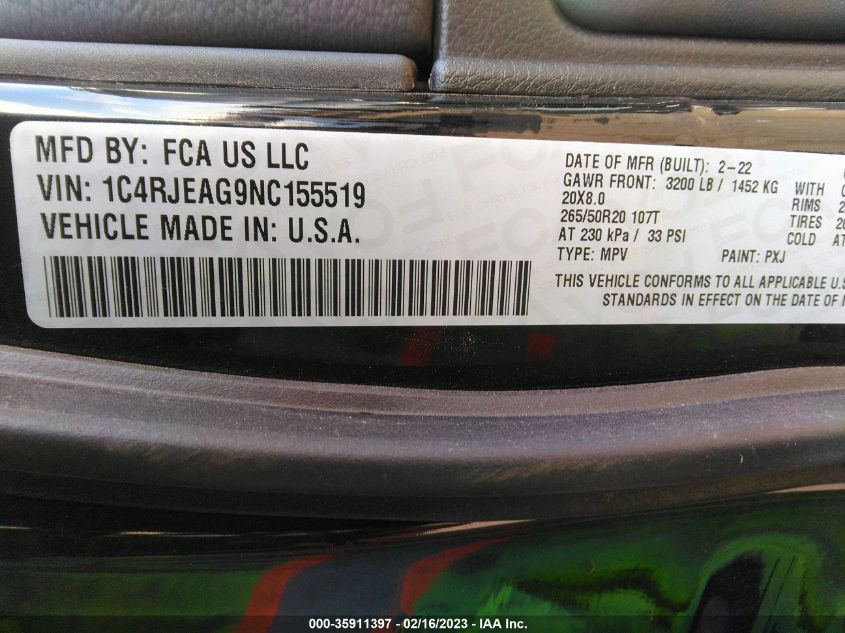 MFD BY: FCA US LLC
VIN: 1C4RJEAG9NC155519
VEHICLE MADE IN: U.S.A.
DATE OF MFR (BUILT): 2-22
GAWR FRONT: 3200 LB / 1452 KG WITH
20X8.0 RIMS
265/50R20 107T TIRES
AT 230 kPa / 33 PSI COLD
TYPE: MPV PAINT: PXJ
THIS VEHICLE CONFORMS TO ALL APPLICABLE U.S
STANDARDS IN EFFECT ON THE DATE OF
000-35911397 - 02/16/2023 - IAA Inc.